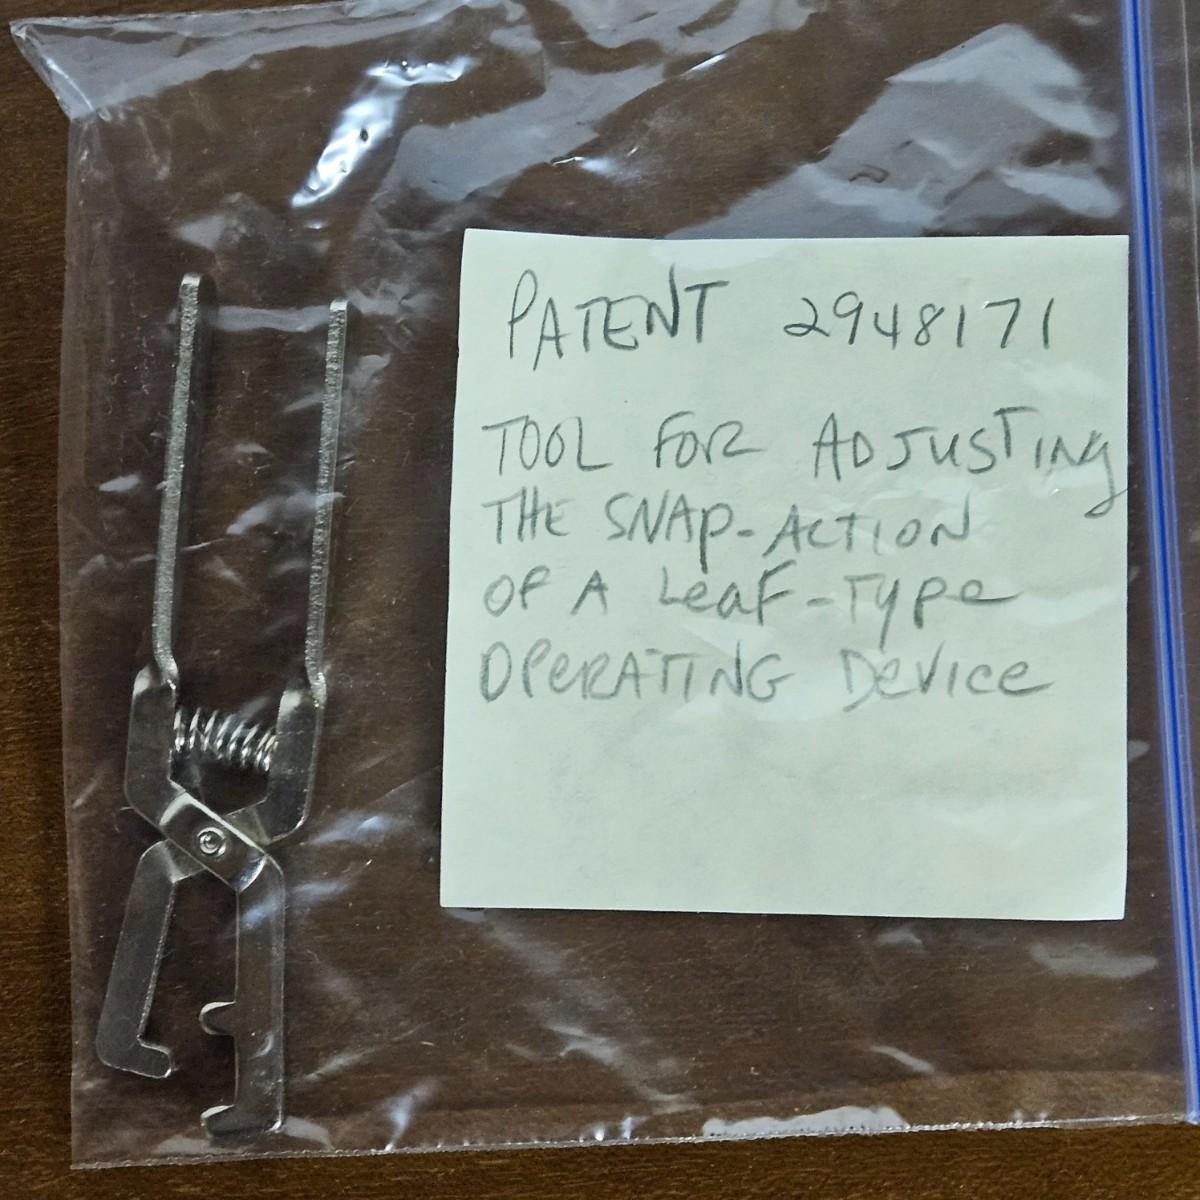 PATENT 2948171
TOOL FOR ADJUSTING
THE SNAP-ACTION
OF A LeaF-Type
OPeRATING DeVice